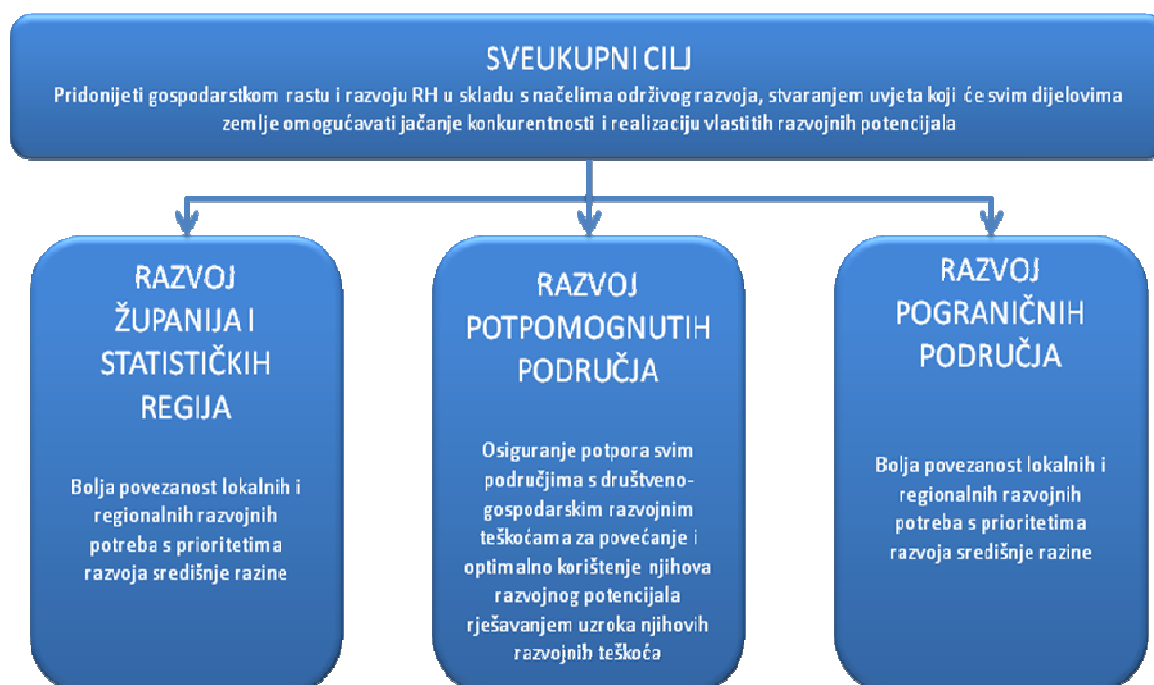 SVEUKUPNI CILJ
Pridonijeti gospodarstkom rastu i razvoju RH u skladu s načelima održivog razvoja, stvaranjem uvjeta koji će svim dijelovima
zemlje omogućavati jačanje konkurentnosti i realizaciju vlastitih razvojnih potencijala
RAZVOJ
ŽUPANIJA I
STATISTIČKIH
REGIJA
Bolja povezanost lokalnih i
regionalnih razvojnih
potreba s prioritetima
razvoja središnje razine
RAZVOJ
POTPOMOGNUTIH
PODRUČJA
Osiguranje potpora svim
područjima s društveno-
gospodarskim razvojnim
teškoćama za povećanje i
optimalno korištenje njihova
razvojnog potencijala
rješavanjem uzroka njihovih
razvojnih teškoća
RAZVOJ
POGRANIČNIH
PODRUČJA
Bolja povezanost lokalnih i
regionalnih razvojnih
potreba s prioritetima
razvoja središnje razine